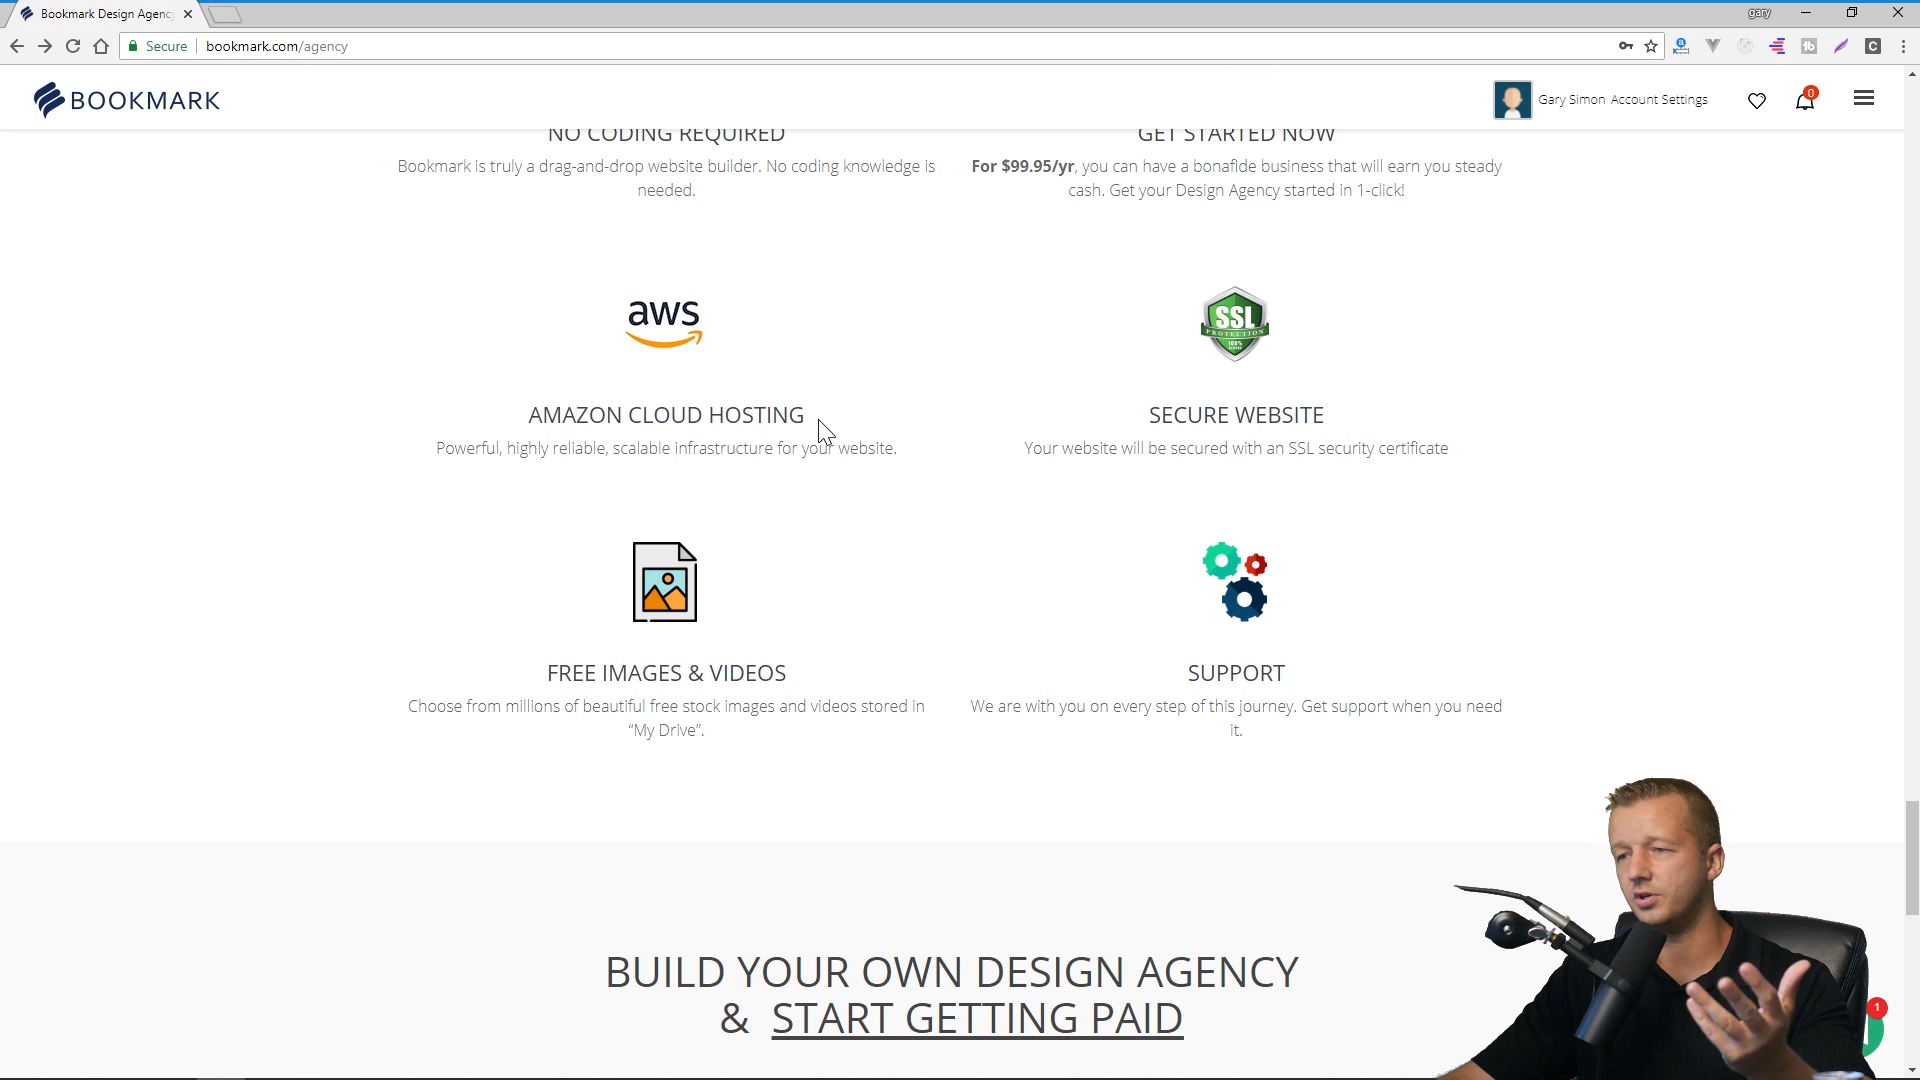 Bookmark Design Agency
gary
Secure
bookmark.com/agency
BOOKMARK
Gary Simon Account Settings
0
NO CODING REQUIRED
Bookmark is truly a drag-and-drop website builder. No coding knowledge is
needed.
GET STARTED NOW
For $99.95/yr, you can have a bonafide business that will earn you steady
cash. Get your Design Agency started in 1-click!
aws
AMAZON CLOUD HOSTING
Powerful, highly reliable, scalable infrastructure for your website.
SSL
PROTECTION
100%
SECURE WEBSITE
Your website will be secured with an SSL security certificate
FREE IMAGES & VIDEOS
Choose from millions of beautiful free stock images and videos stored in
“My Drive”.
SUPPORT
We are with you on every step of this journey. Get support when you need
it.
BUILD YOUR OWN DESIGN AGENCY
& START GETTING PAID
1